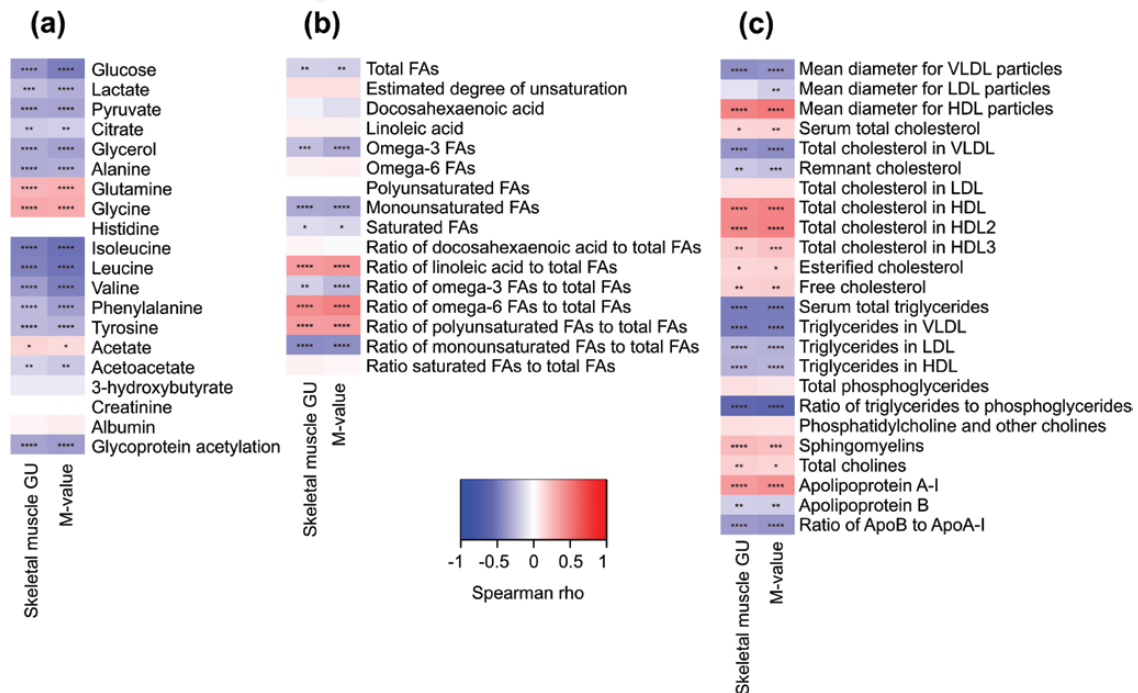 (a)
**** **** Glucose
*** **** Lactate
**** **** Pyruvate
** ** Citrate
**** **** Glycerol
**** **** Alanine
**** **** Glutamine
**** **** Glycine
Histidine
**** **** Isoleucine
**** **** Leucine
**** **** Valine
**** **** Phenylalanine
**** **** Tyrosine
* * Acetate
** ** Acetoacetate
3-hydroxybutyrate
Creatinine
Albumin
**** **** Glycoprotein acetylation
Skeletal muscle GU
M-value
(b)
** ** Total FAs
Estimated degree of unsaturation
Docosahexaenoic acid
Linoleic acid
*** **** Omega-3 FAs
Omega-6 FAs
Polyunsaturated FAs
**** **** Monounsaturated FAs
* * Saturated FAs
Ratio of docosahexaenoic acid to total FAs
**** **** Ratio of linoleic acid to total FAs
** **** Ratio of omega-3 FAs to total FAs
**** **** Ratio of omega-6 FAs to total FAs
**** **** Ratio of polyunsaturated FAs to total FAs
**** **** Ratio of monounsaturated FAs to total FAs
Ratio saturated FAs to total FAs
Skeletal muscle GU
M-value
-1 -0.5 0 0.5 1
Spearman rho
(c)
**** **** Mean diameter for VLDL particles
** Mean diameter for LDL particles
**** **** Mean diameter for HDL particles
* ** Serum total cholesterol
**** **** Total cholesterol in VLDL
** *** Remnant cholesterol
Total cholesterol in LDL
**** **** Total cholesterol in HDL
**** **** Total cholesterol in HDL2
** *** Total cholesterol in HDL3
* * Esterified cholesterol
** ** Free cholesterol
**** **** Serum total triglycerides
**** **** Triglycerides in VLDL
**** **** Triglycerides in LDL
**** **** Triglycerides in HDL
Total phosphoglycerides
**** **** Ratio of triglycerides to phosphoglycerides
Phosphatidylcholine and other cholines
**** *** Sphingomyelins
** * Total cholines
**** **** Apolipoprotein A-I
** ** Apolipoprotein B
**** **** Ratio of ApoB to ApoA-I
Skeletal muscle GU
M-value